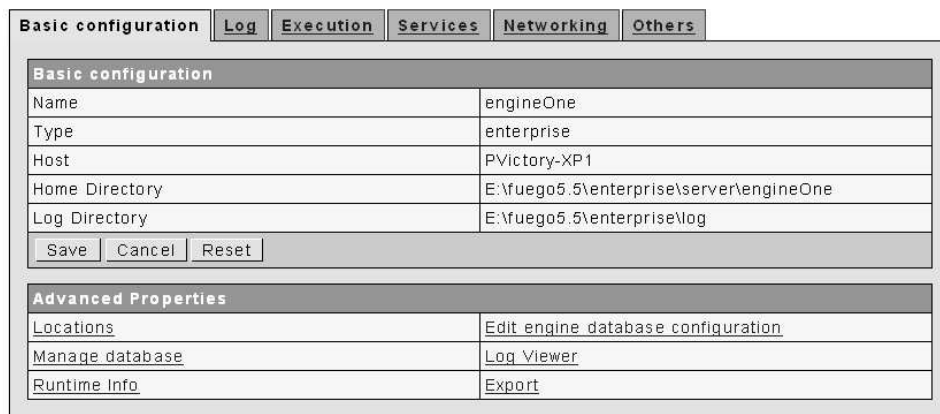 Basic configuration Log Execution Services Networking Others
Basic configuration
Name engineOne
Type enterprise
Host PVictory-XP1
Home Directory E:\fuego5.5\enterprise\server\engineOne
Log Directory E:\fuego5.5\enterprise\log
Save Cancel Reset
Advanced Properties
Locations Edit engine database configuration
Manage database Log Viewer
Runtime Info Export